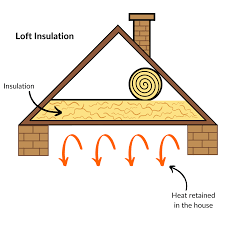 Loft Insulation
Insulation
Heat retained
in the house